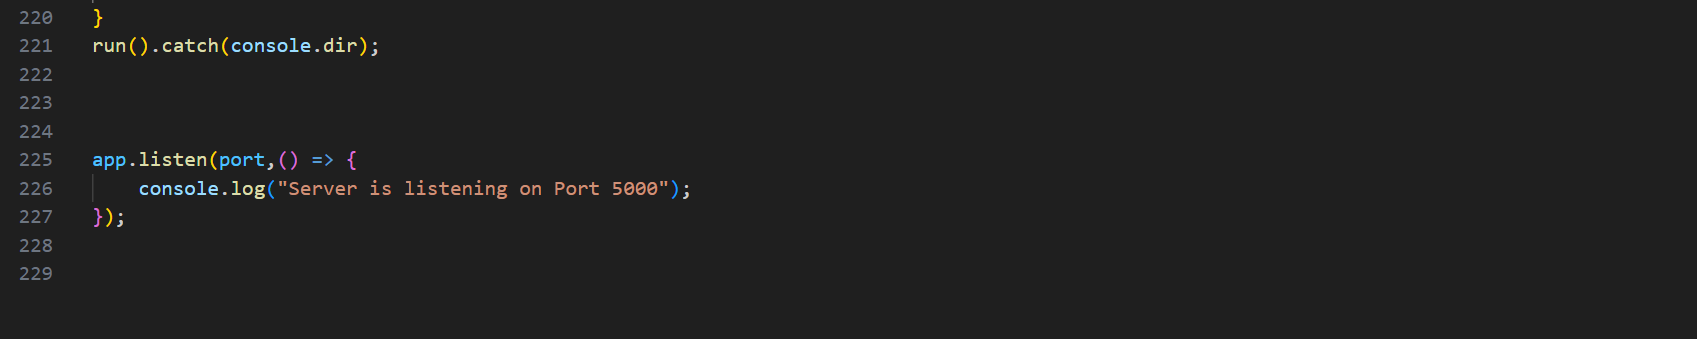 220 }
221 run().catch(console.dir);
222
223
224
225 app.listen(port,() => {
226 console.log("Server is listening on Port 5000");
227 });
228
229